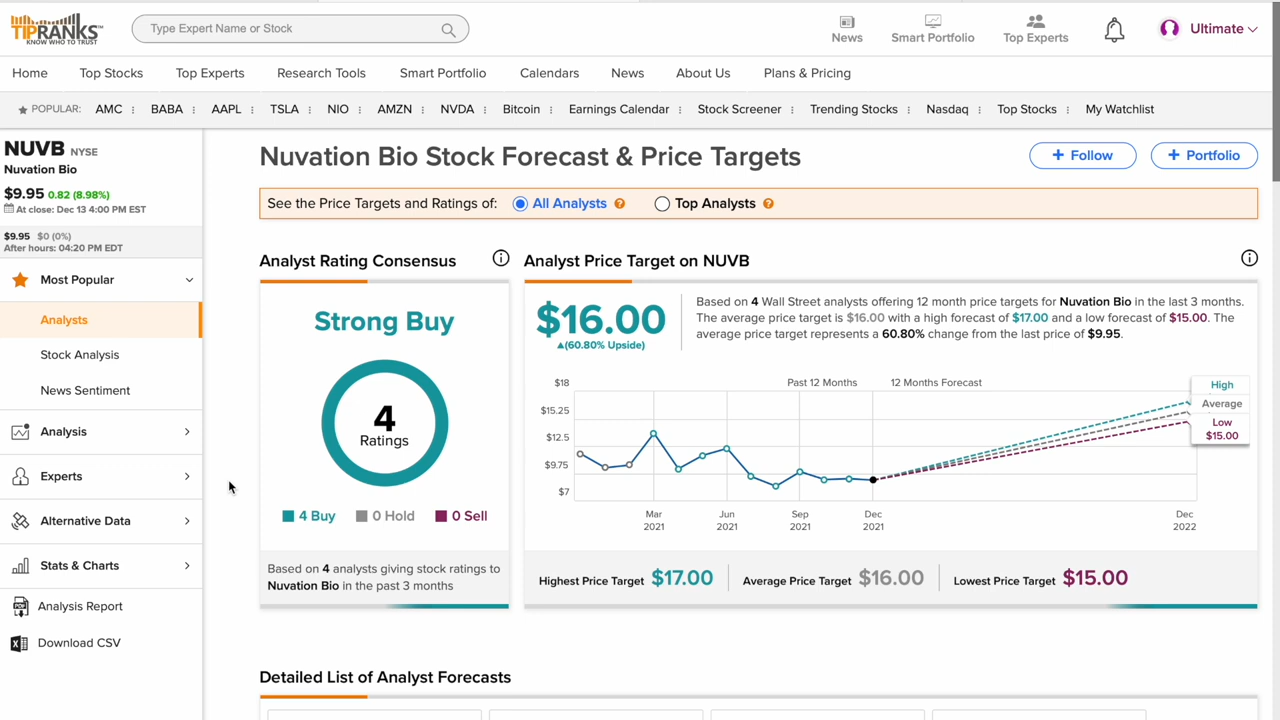 TIPRANKS
KNOW WHO TO TRUST
Type Expert Name or Stock
News
Smart Portfolio
Top Experts
Ultimate
Home
Top Stocks
Top Experts
Research Tools
Smart Portfolio
Calendars
News
About Us
Plans & Pricing
POPULAR:
AMC
BABA
AAPL
TSLA
NIO
AMZN
NVDA
Bitcoin
Earnings Calendar
Stock Screener
Trending Stocks
Nasdaq
Top Stocks
My Watchlist
NUVB NYSE
Nuvation Bio
$9.95 0.82 (8.98%)
At close: Dec 13 4:00 PM EST
$9.95 $0 (0%)
After hours: 04:20 PM EDT
Most Popular
Analysts
Stock Analysis
News Sentiment
Analysis
Experts
Alternative Data
Stats & Charts
Analysis Report
Download CSV
Nuvation Bio Stock Forecast & Price Targets
+ Follow
+ Portfolio
See the Price Targets and Ratings of:
All Analysts ?
Top Analysts ?
Analyst Rating Consensus
Strong Buy
4
Ratings
4 Buy
0 Hold
0 Sell
Based on 4 analysts giving stock ratings to
Nuvation Bio in the past 3 months
Analyst Price Target on NUVB
$16.00
▲(60.80% Upside)
Based on 4 Wall Street analysts offering 12 month price targets for Nuvation Bio in the last 3 months.
The average price target is $16.00 with a high forecast of $17.00 and a low forecast of $15.00. The
average price target represents a 60.80% change from the last price of $9.95.
Past 12 Months
12 Months Forecast
$18
$15.25
$12.5
$9.75
$7
High
Average
Low
$15.00
Mar
2021
Jun
2021
Sep
2021
Dec
2021
Dec
2022
Highest Price Target $17.00
Average Price Target $16.00
Lowest Price Target $15.00
Detailed List of Analyst Forecasts